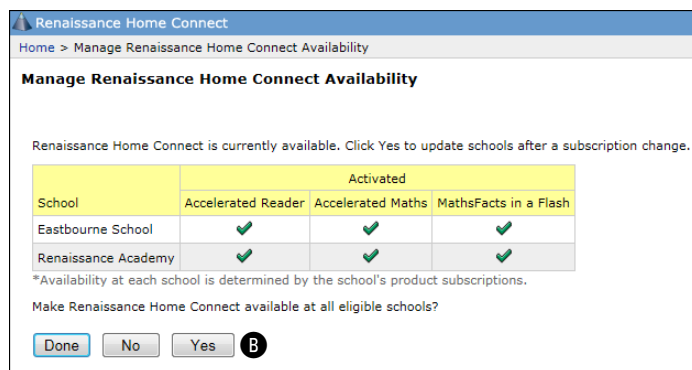 Renaissance Home Connect
Home > Manage Renaissance Home Connect Availability
Manage Renaissance Home Connect Availability
Renaissance Home Connect is currently available. Click Yes to update schools after a subscription change.
Activated
School Accelerated Reader Accelerated Maths MathsFacts in a Flash
Eastbourne School
Renaissance Academy
*Availability at each school is determined by the school's product subscriptions.
Make Renaissance Home Connect available at all eligible schools?
Done No Yes B